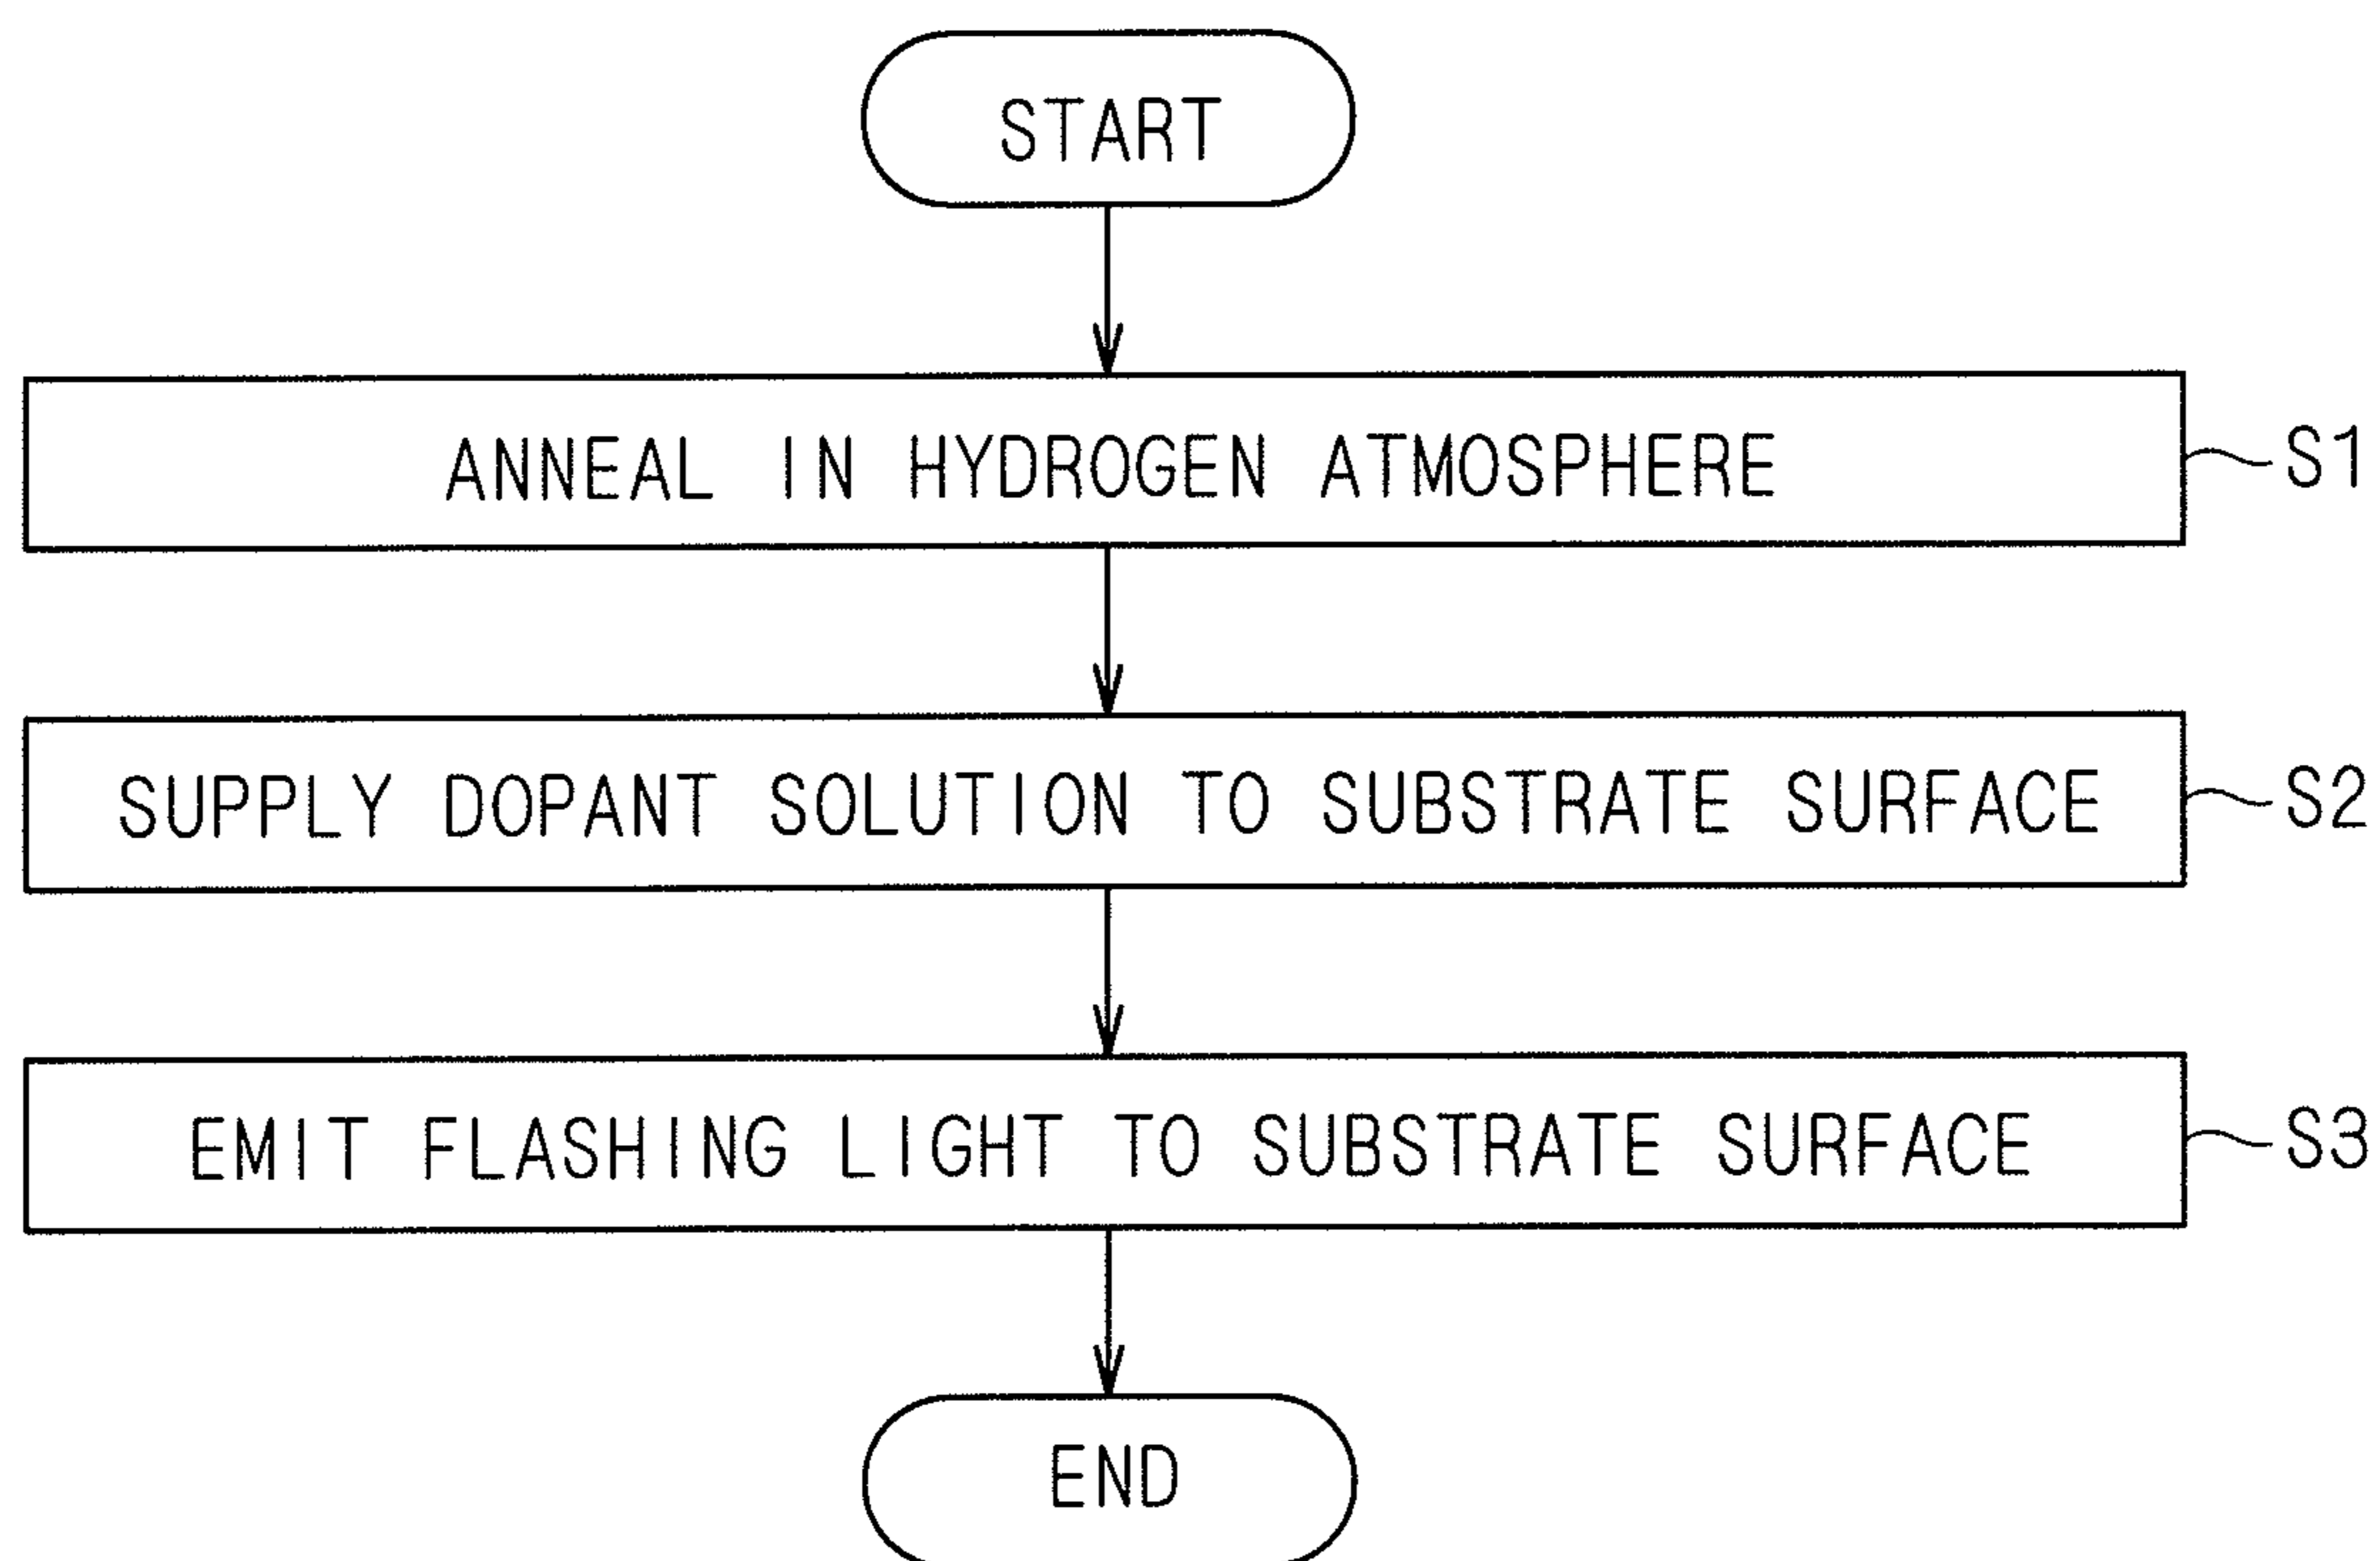 START
ANNEAL IN HYDROGEN ATMOSPHERE S1
SUPPLY DOPANT SOLUTION TO SUBSTRATE SURFACE S2
EMIT FLASHING LIGHT TO SUBSTRATE SURFACE S3
END